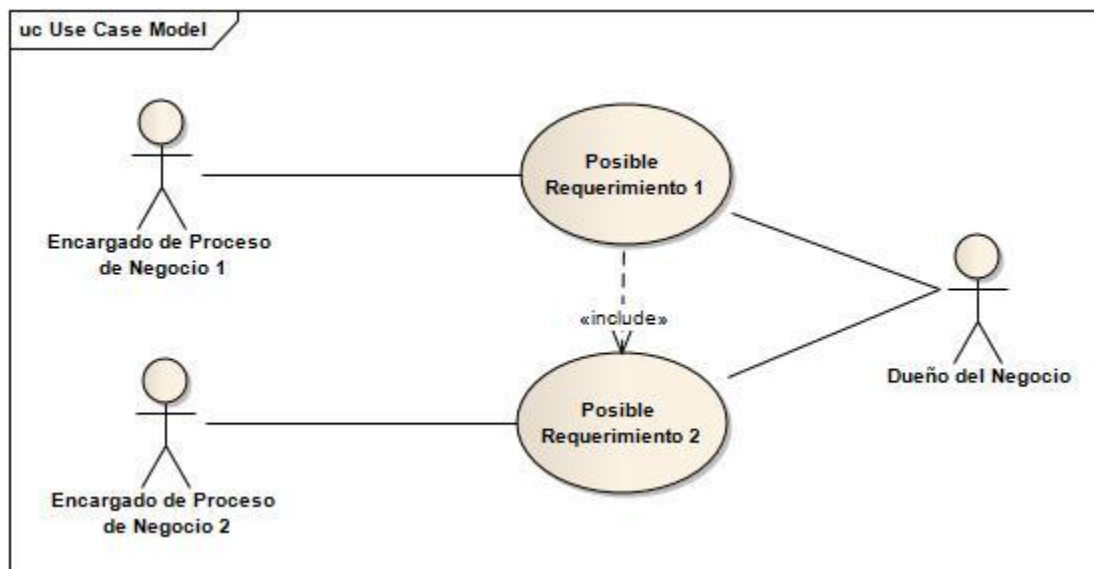 uc Use Case Model
Posible
Requerimiento 1
Encargado de Proceso
de Negocio 1
«include»
Dueño del Negocio
Posible
Requerimiento 2
Encargado de Proceso
de Negocio 2